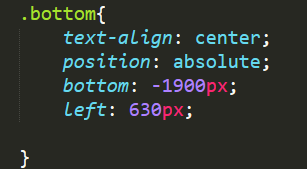 .bottom{
text-align: center;
position: absolute;
bottom: -1900px;
left: 630px;
}